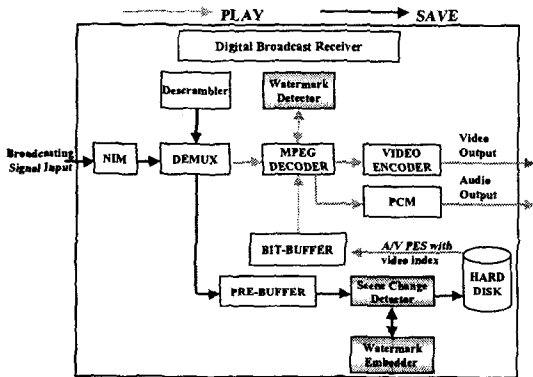 PLAY SAVE
Digital Broadcast Receiver
Descrambler
Watermark
Detector
Broadcasting
Signal Input
NIM
DEMUX
MPEG
DECODER
VIDEO
ENCODER
Video
Output
PCM
Audio
Output
BIT-BUFFER
A/V PES with
video index
HARD
DISK
PRE-BUFFER
Scene Change
Detector
Watermark
Embedder